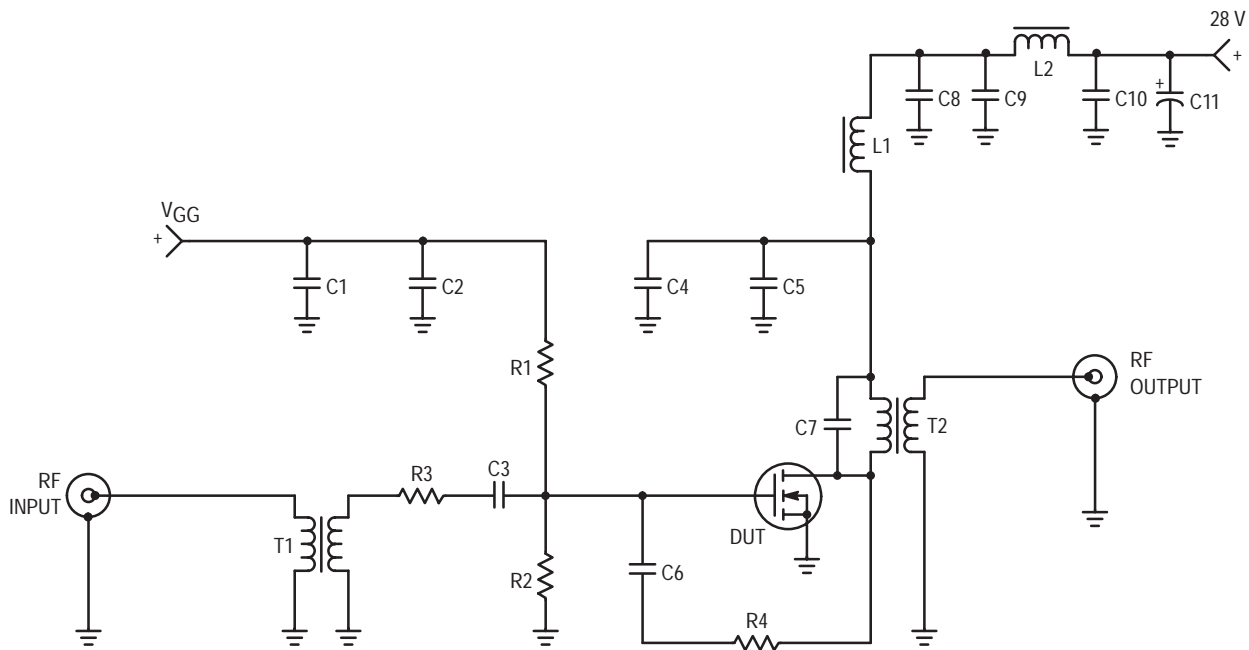 28 V
+
L2
C8
C9
C10
+
C11
L1
VGG
+
C1
C2
C4
C5
R1
RF
OUTPUT
C7
T2
R3
C3
RF
INPUT
DUT
T1
R2
C6
R4